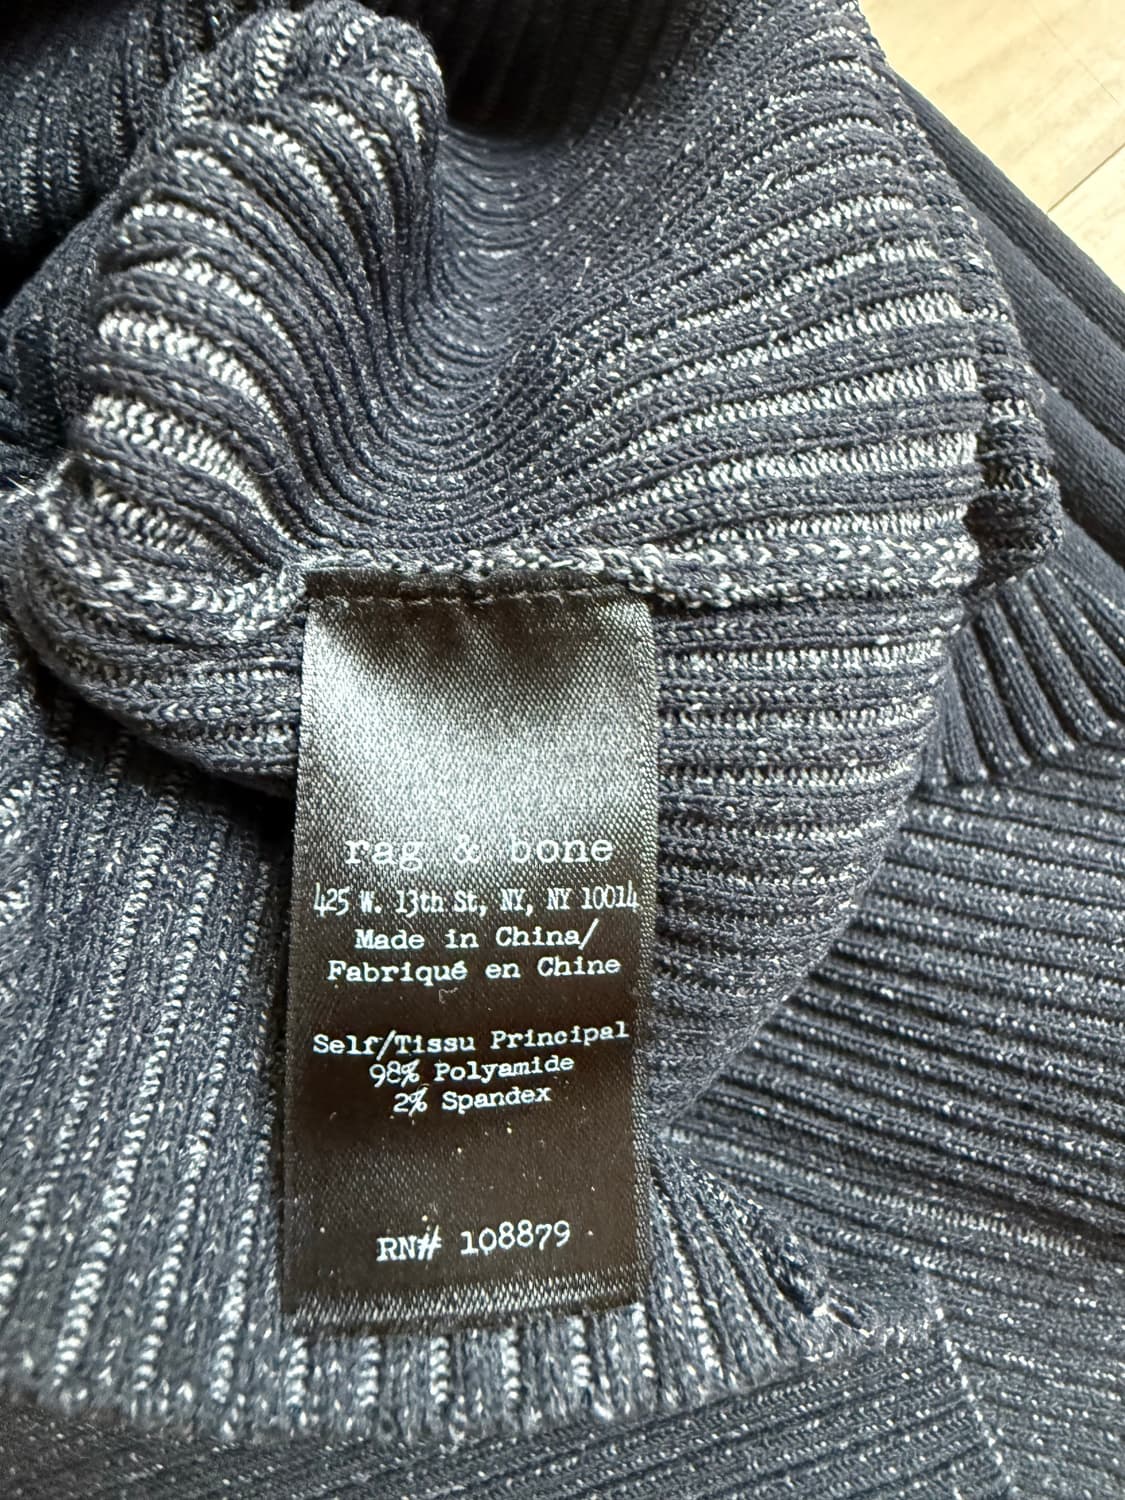 rag & bone
425 W. 13th St, NY, NY 10014
Made in China/
Fabriqué en Chine
Self/Tissu Principal
98% Polyamide
2% Spandex
RN# 108879